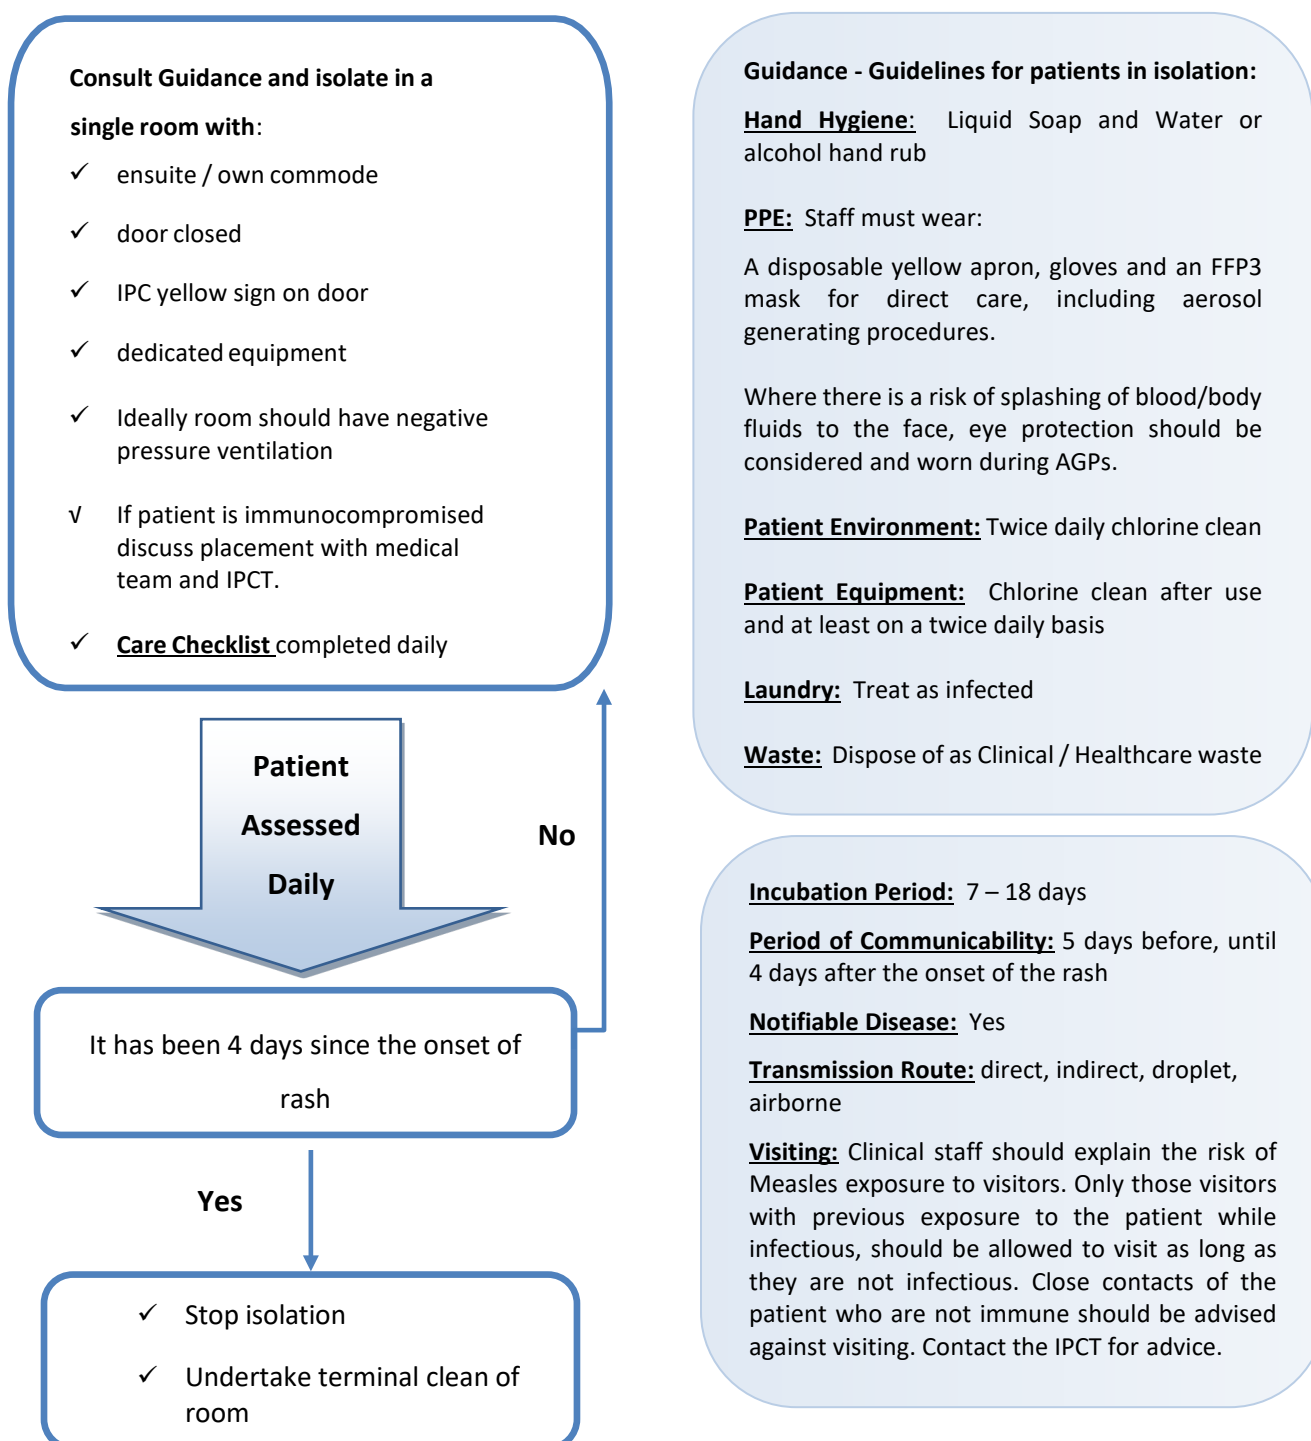 Consult Guidance and isolate in a
single room with:
✓ ensuite / own commode
✓ door closed
✓ IPC yellow sign on door
✓ dedicated equipment
✓ Ideally room should have negative
pressure ventilation
√ If patient is immunocompromised
discuss placement with medical
team and IPCT.
✓ Care Checklist completed daily
Patient
Assessed
Daily
No
It has been 4 days since the onset of
rash
Yes
✓ Stop isolation
✓ Undertake terminal clean of
room
Guidance - Guidelines for patients in isolation:
Hand Hygiene: Liquid Soap and Water or
alcohol hand rub
PPE: Staff must wear:
A disposable yellow apron, gloves and an FFP3
mask for direct care, including aerosol
generating procedures.
Where there is a risk of splashing of blood/body
fluids to the face, eye protection should be
considered and worn during AGPs.
Patient Environment: Twice daily chlorine clean
Patient Equipment: Chlorine clean after use
and at least on a twice daily basis
Laundry: Treat as infected
Waste: Dispose of as Clinical / Healthcare waste
Incubation Period: 7 – 18 days
Period of Communicability: 5 days before, until
4 days after the onset of the rash
Notifiable Disease: Yes
Transmission Route: direct, indirect, droplet,
airborne
Visiting: Clinical staff should explain the risk of
Measles exposure to visitors. Only those visitors
with previous exposure to the patient while
infectious, should be allowed to visit as long as
they are not infectious. Close contacts of the
patient who are not immune should be advised
against visiting. Contact the IPCT for advice.